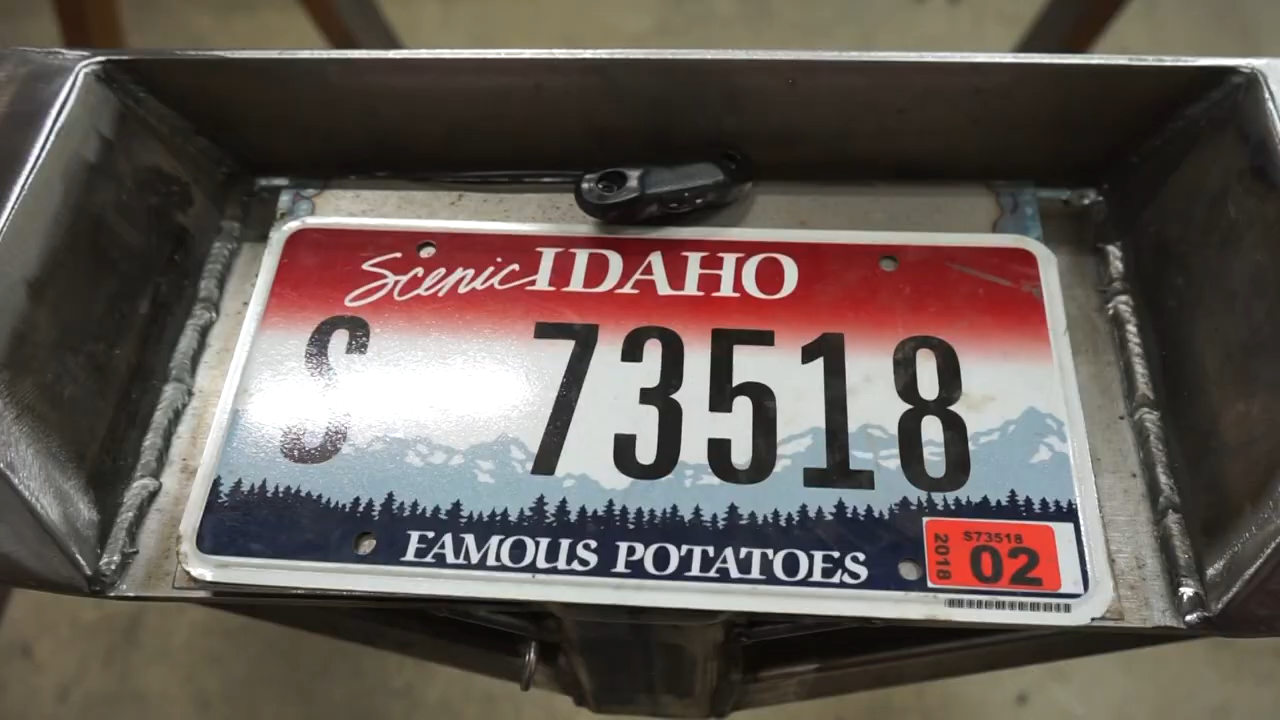 Scenic IDAHO
S 73518
FAMOUS POTATOES
2018
S73518
02